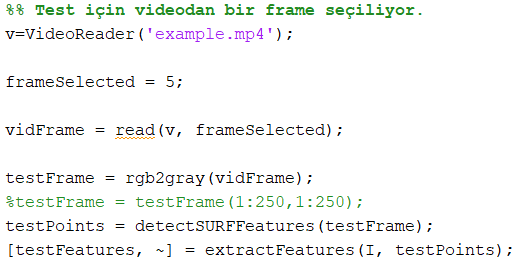 %% Test için videodan bir frame seçiliyor.
v=VideoReader('example.mp4');
frameSelected = 5;
vidFrame = read(v, frameSelected);
testFrame = rgb2gray(vidFrame);
%testFrame = testFrame(1:250,1:250);
testPoints = detectSURFFeatures(testFrame);
[testFeatures, ~] = extractFeatures(I, testPoints);